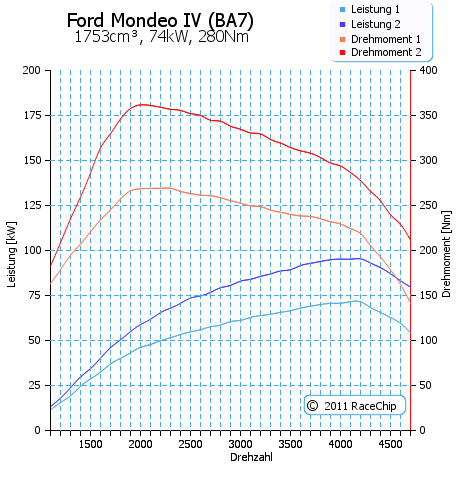 Ford Mondeo IV (BA7)
1753cm³, 74kW, 280Nm
Leistung 1
Leistung 2
Drehmoment 1
Drehmoment 2
200
175
150
125
100
75
50
25
0
Leistung [kW]
400
350
300
250
200
150
100
50
0
Drehmoment [Nm]
© 2011 RaceChip
1500 2000 2500 3000 3500 4000 4500
Drehzahl